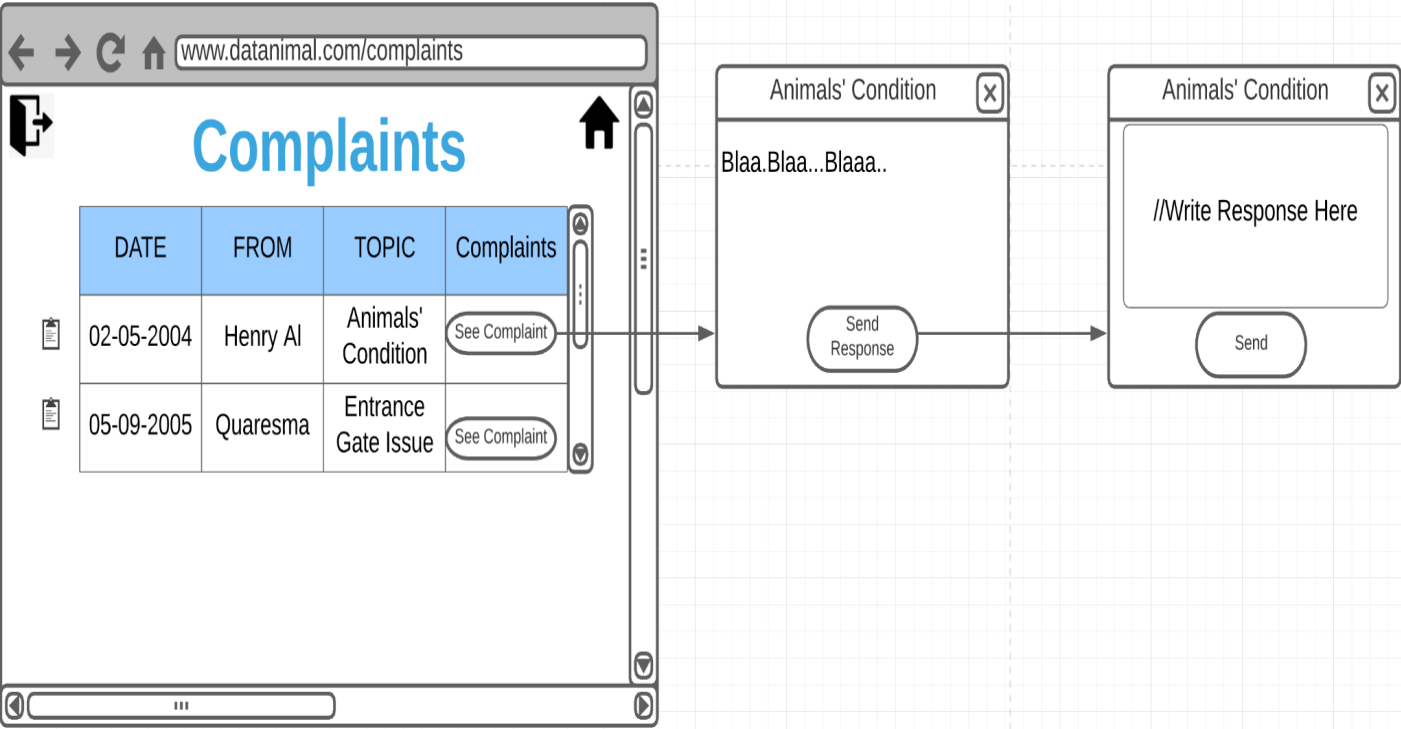 www.datanimal.com/complaints
Complaints
DATE FROM TOPIC Complaints
02-05-2004 Henry Al Animals'
Condition See Complaint
05-09-2005 Quaresma Entrance
Gate Issue See Complaint
Animals' Condition
Blaa.Blaa...Blaaa..
Send
Response
Animals' Condition
//Write Response Here
Send